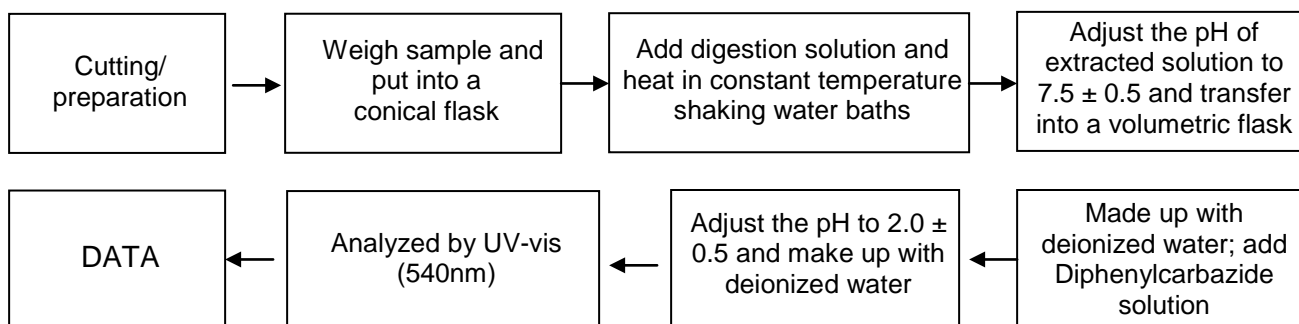 Cutting/
preparation
Weigh sample and
put into a
conical flask
Add digestion solution and
heat in constant temperature
shaking water baths
Adjust the pH of
extracted solution to
7.5 ± 0.5 and transfer
into a volumetric flask
Made up with
deionized water; add
Diphenylcarbazide
solution
Adjust the pH to 2.0 ±
0.5 and make up with
deionized water
Analyzed by UV-vis
(540nm)
DATA